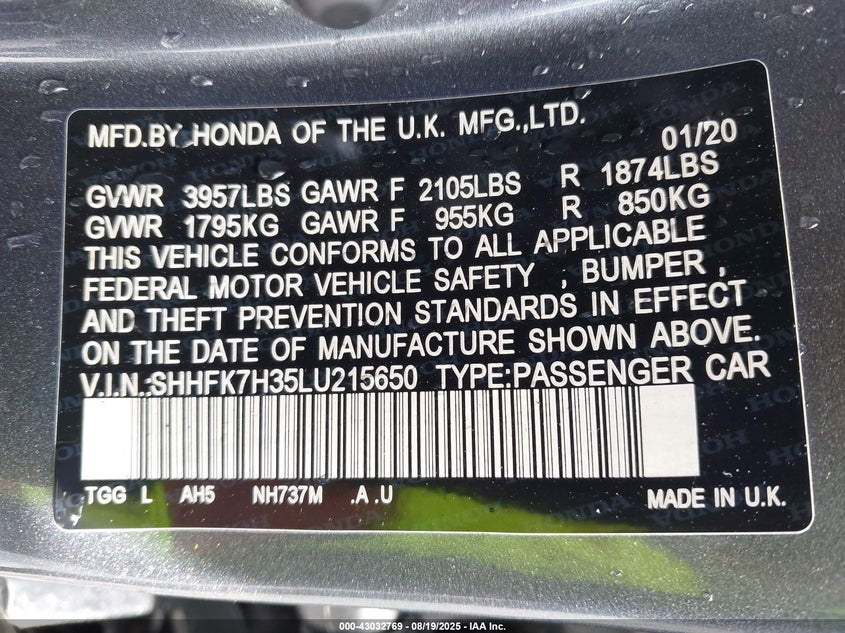 MFD.BY HONDA OF THE U.K. MFG.,LTD. 01/20
GVWR 3957LBS GAWR F 2105LBS R 1874LBS
GVWR 1795KG GAWR F 955KG R 850KG
THIS VEHICLE CONFORMS TO ALL APPLICABLE
FEDERAL MOTOR VEHICLE SAFETY , BUMPER ,
AND THEFT PREVENTION STANDARDS IN EFFECT
ON THE DATE OF MANUFACTURE SHOWN ABOVE.
V.I.N.:SHHFK7H35LU215650 TYPE:PASSENGER CAR
TGG L AH5 NH737M .A .U MADE IN U.K.
000-43032769 - 08/19/2025 - IAA Inc.